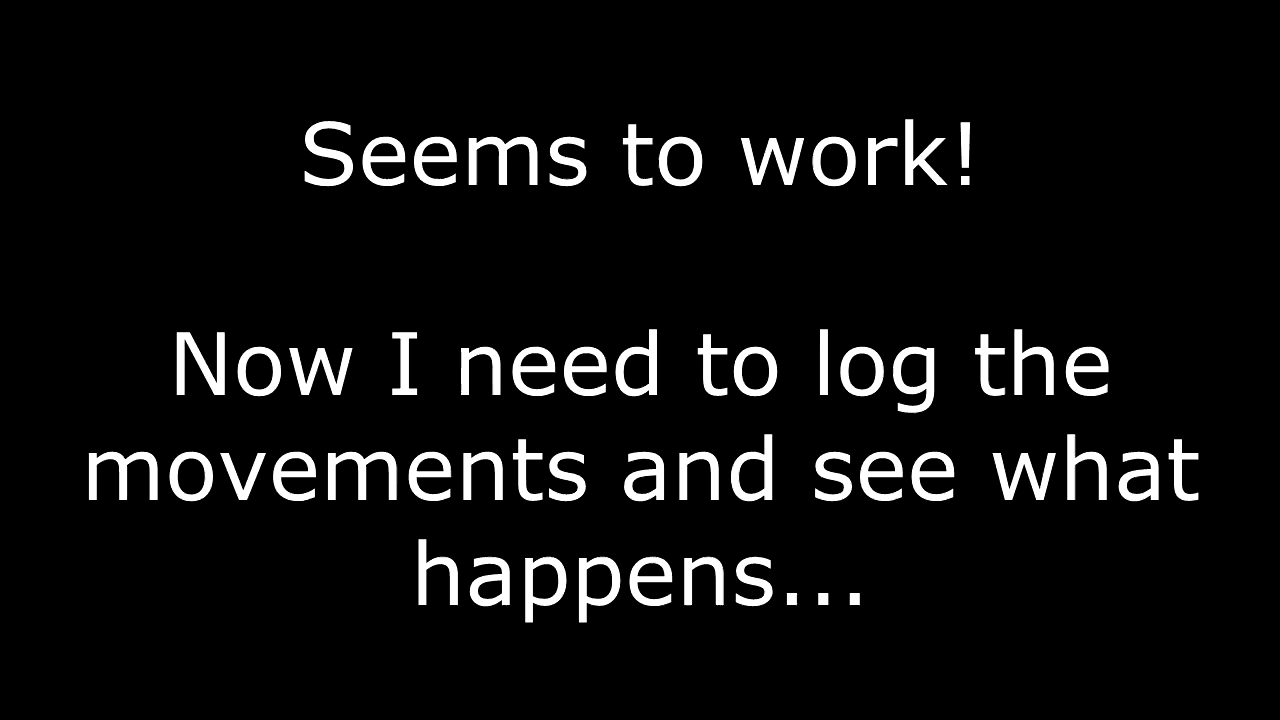 Seems to work!
Now I need to log the
movements and see what
happens...